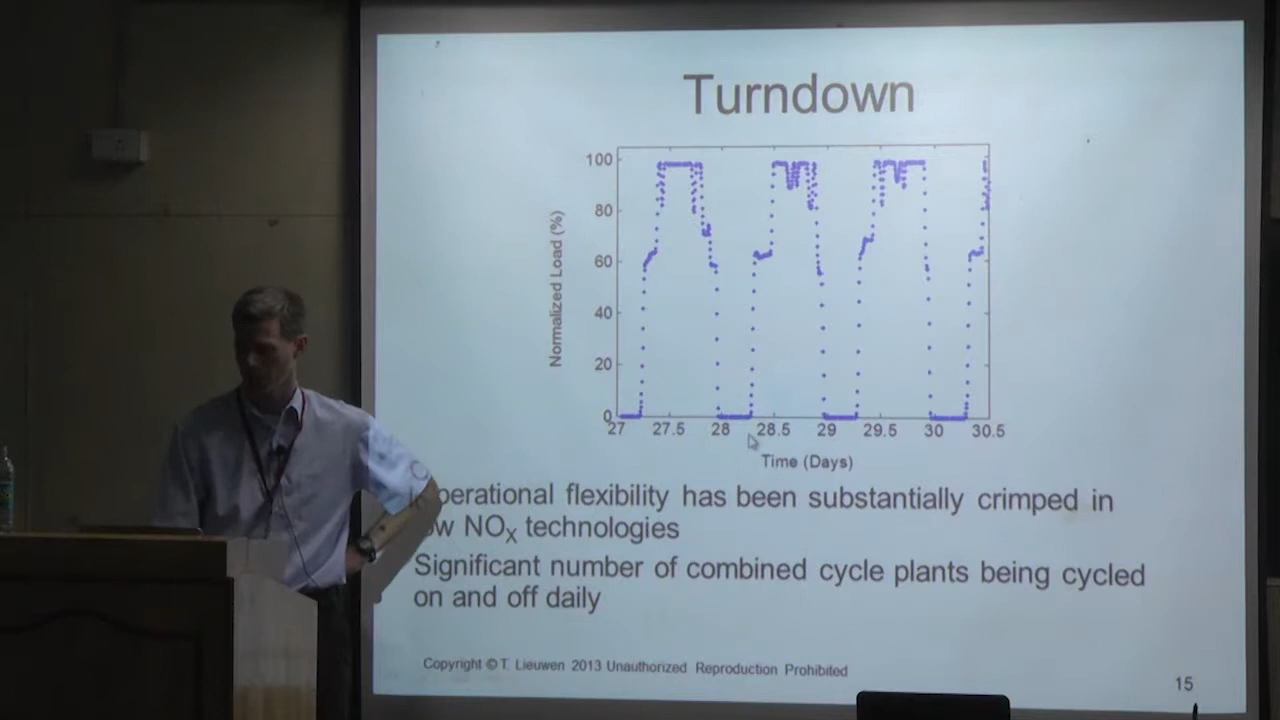 Turndown
100
80
60
40
20
0
Normalized Load (%)
27 27.5 28 28.5 29 29.5 30 30.5
Time (Days)
Operational flexibility has been substantially crimped in
low NOX technologies
Significant number of combined cycle plants being cycled
on and off daily
Copyright © T. Lieuwen 2013 Unauthorized Reproduction Prohibited
15